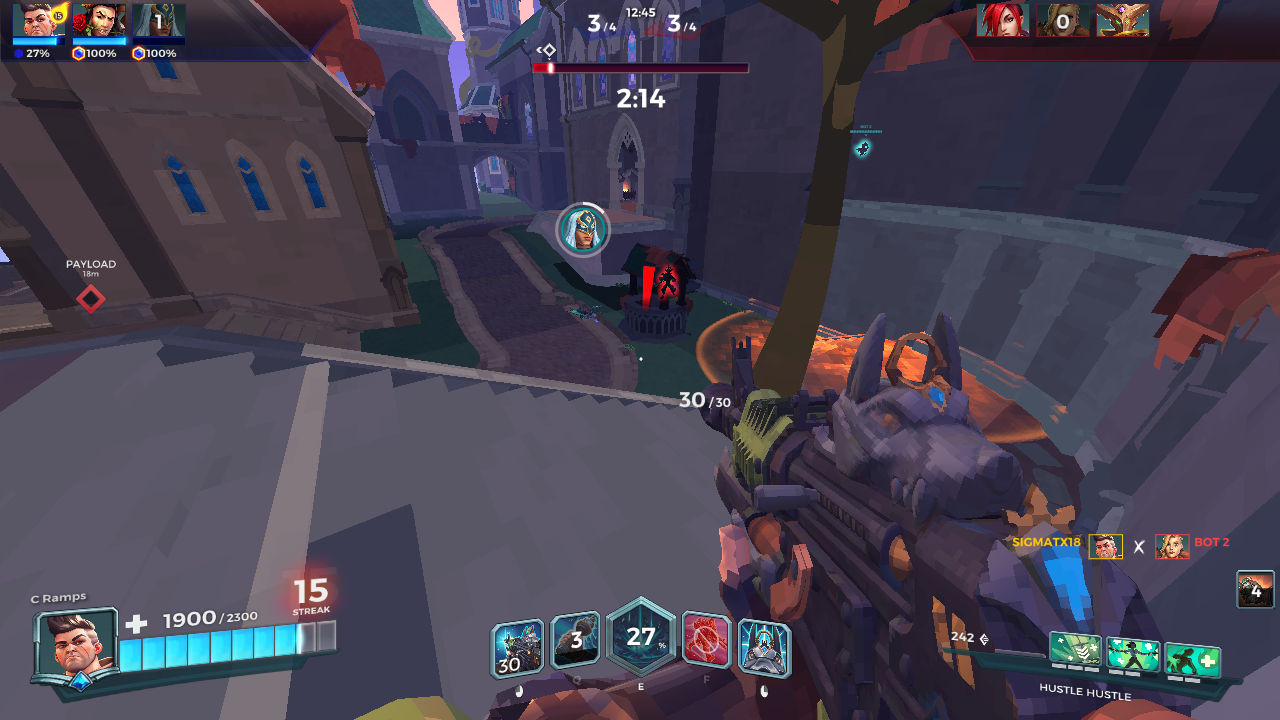 15
1
27%
100%
100%
3/4
12:45
3/4
0
2:14
PAYLOAD
18m
30/30
SIGMATX18
X
BOT 2
4
C Ramps
1900/2300
15
STREAK
30
3
27%
Q
E
F
242
HUSTLE HUSTLE